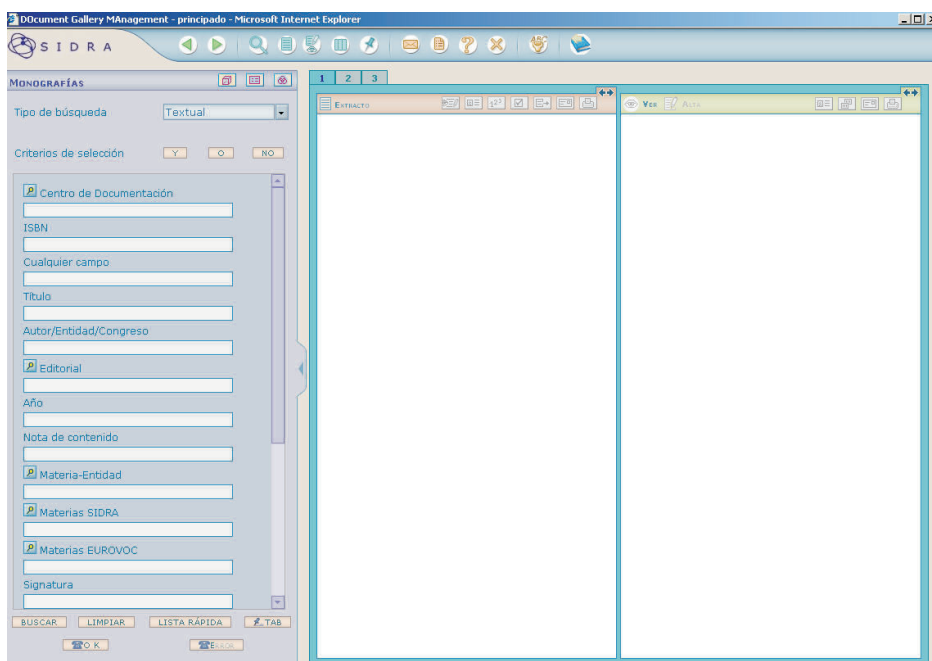 DOcument Gallery MAnagement - principado - Microsoft Internet Explorer
SIDRA
MONOGRAFÍAS
1 2 3
Tipo de búsqueda Textual
EXTRACTO
VER ALTA
Criterios de selección Y O NO
Centro de Documentación
ISBN
Cualquier campo
Título
Autor/Entidad/Congreso
Editorial
Año
Nota de contenido
Materia-Entidad
Materias SIDRA
Materias EUROVOC
Signatura
BUSCAR LIMPIAR LISTA RÁPIDA TAB
OK ERROR